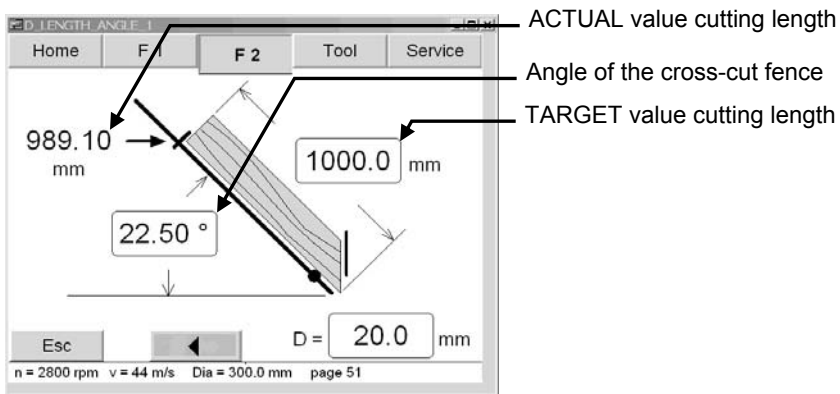 D_LENGTH_ANGLE_1
Home F 1 F 2 Tool Service
ACTUAL value cutting length
Angle of the cross-cut fence
TARGET value cutting length
989.10
mm
1000.0 mm
22.50 °
Esc D = 20.0 mm
n = 2800 rpm v = 44 m/s Dia = 300.0 mm page 51